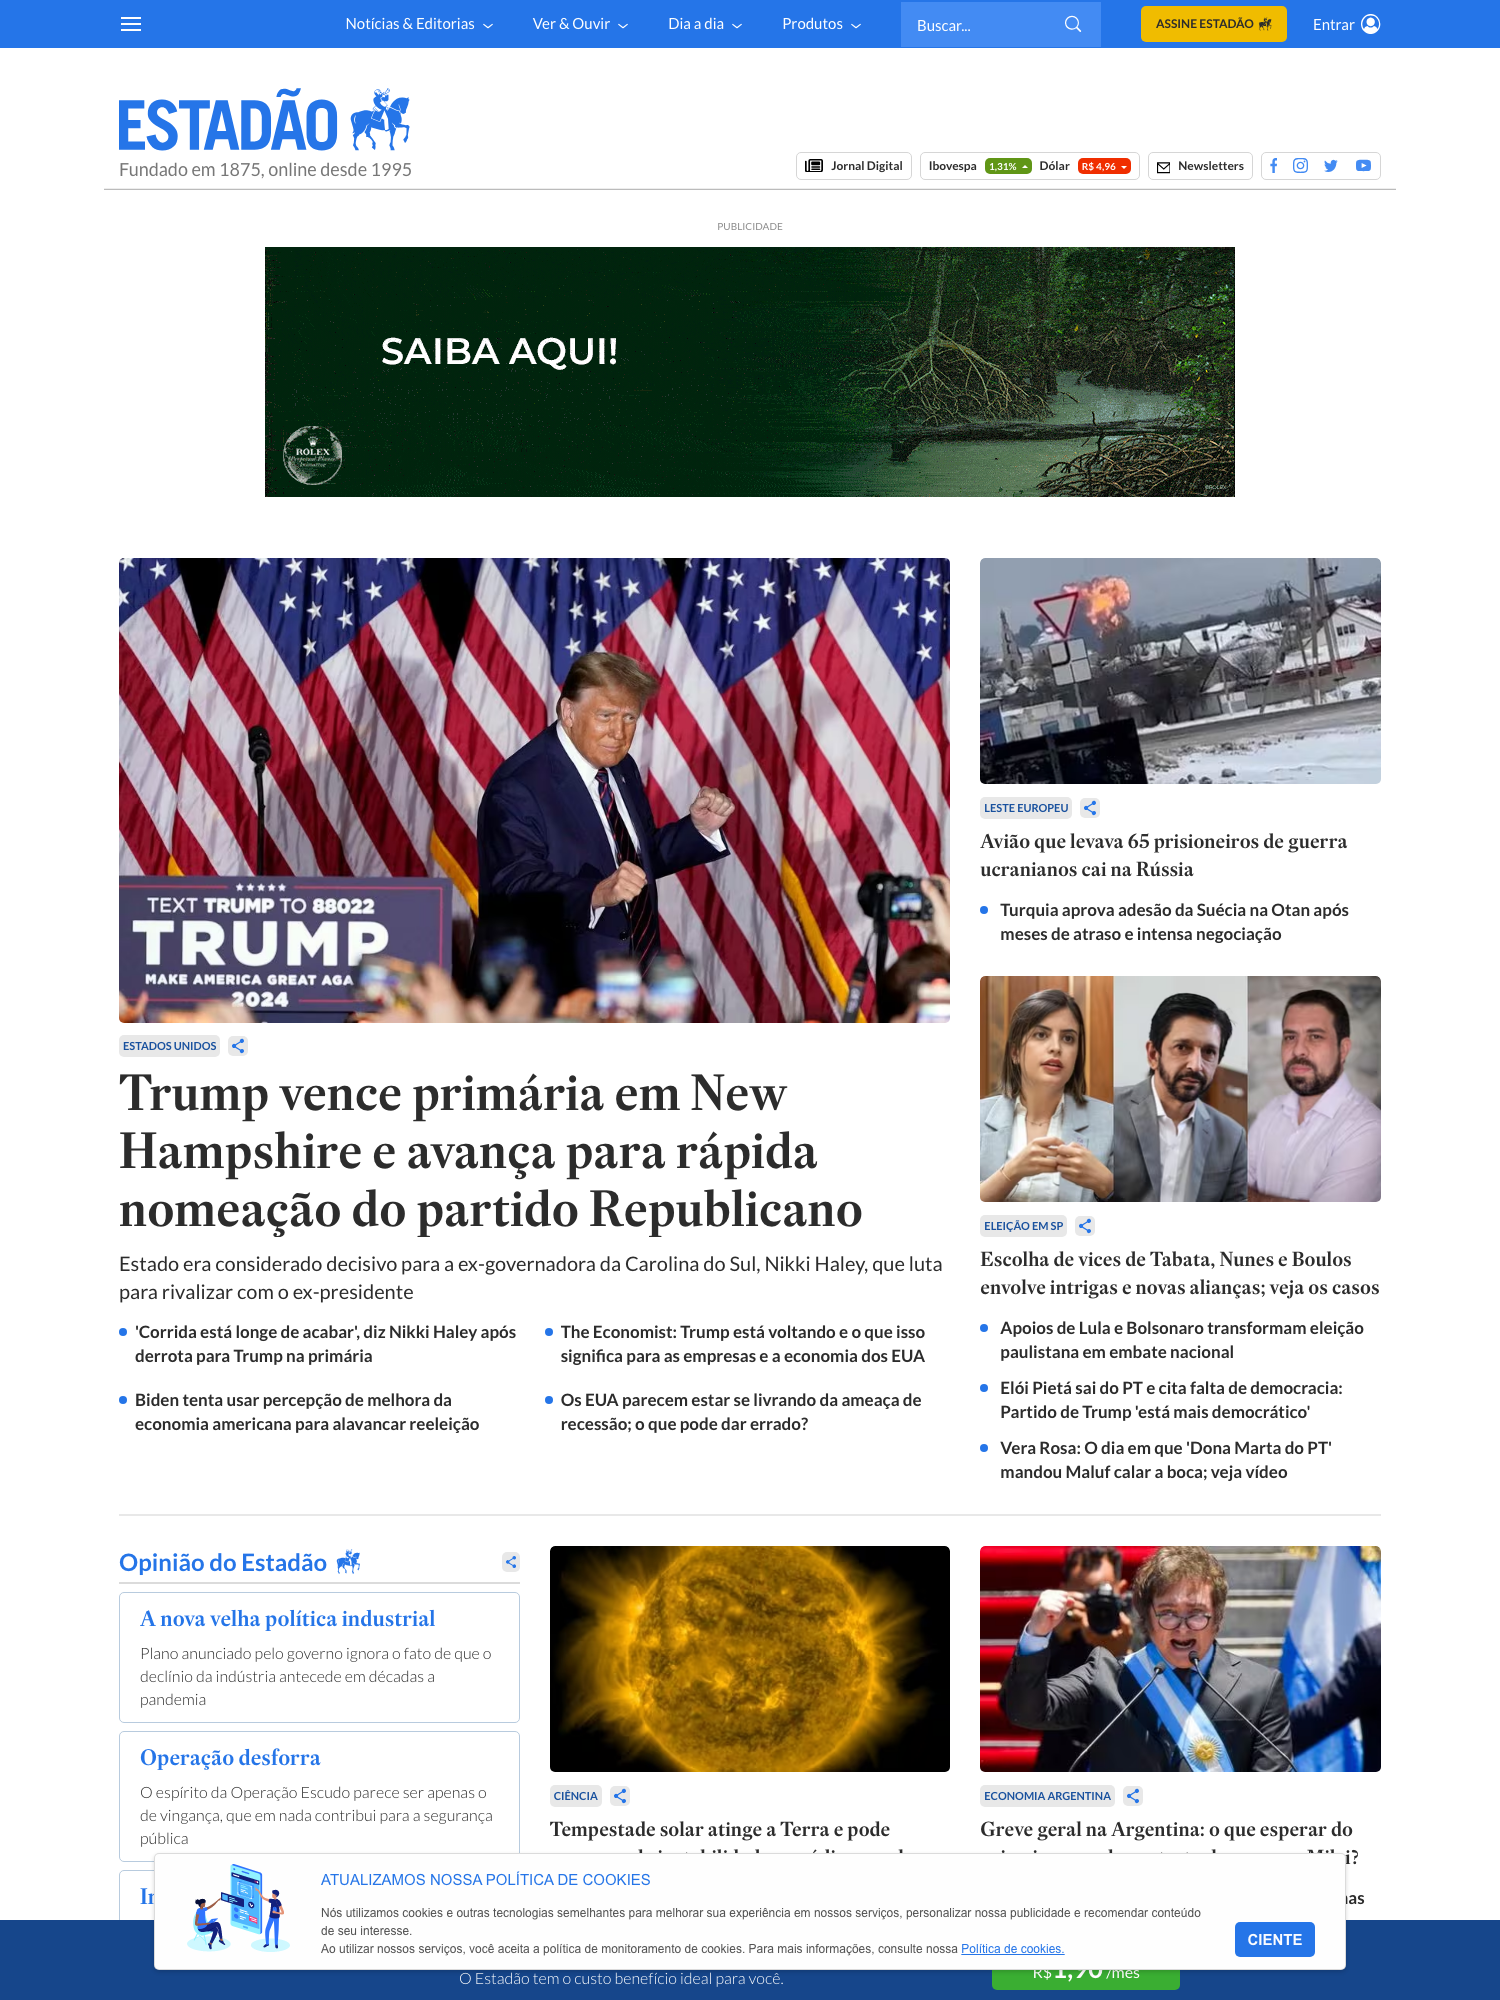 Notícias & Editorias
Ver & Ouvir
Dia a dia
Produtos
Buscar...
ASSINE ESTADÃO
Entrar
ESTADÃO
Fundado em 1875, online desde 1995
Jornal Digital
Ibovespa 1,31% Dólar R$ 4,96
Newsletters
PUBLICIDADE
SAIBA AQUI!
ROLEX
Perpetual Planet
Initiative
©ROLEX
TEXT TRUMP TO 88022
TRUMP
MAKE AMERICA GREAT AGA
2024
ESTADOS UNIDOS
Trump vence primária em New
Hampshire e avança para rápida
nomeação do partido Republicano
Estado era considerado decisivo para a ex-governadora da Carolina do Sul, Nikki Haley, que luta
para rivalizar com o ex-presidente
'Corrida está longe de acabar', diz Nikki Haley após
derrota para Trump na primária
Biden tenta usar percepção de melhora da
economia americana para alavancar reeleição
The Economist: Trump está voltando e o que isso
significa para as empresas e a economia dos EUA
Os EUA parecem estar se livrando da ameaça de
recessão; o que pode dar errado?
LESTE EUROPEU
Avião que levava 65 prisioneiros de guerra
ucranianos cai na Rússia
Turquia aprova adesão da Suécia na Otan após
meses de atraso e intensa negociação
ELEIÇÃO EM SP
Escolha de vices de Tabata, Nunes e Boulos
envolve intrigas e novas alianças; veja os casos
Apoios de Lula e Bolsonaro transformam eleição
paulistana em embate nacional
Elói Pietá sai do PT e cita falta de democracia:
Partido de Trump 'está mais democrático'
Vera Rosa: O dia em que 'Dona Marta do PT'
mandou Maluf calar a boca; veja vídeo
Opinião do Estadão
A nova velha política industrial
Plano anunciado pelo governo ignora o fato de que o
declínio da indústria antecede em décadas a
pandemia
Operação desforra
O espírito da Operação Escudo parece ser apenas o
de vingança, que em nada contribui para a segurança
pública
CIÊNCIA
Tempestade solar atinge a Terra e pode
ECONOMIA ARGENTINA
Greve geral na Argentina: o que esperar do
ATUALIZAMOS NOSSA POLÍTICA DE COOKIES
Nós utilizamos cookies e outras tecnologias semelhantes para melhorar sua experiência em nossos serviços, personalizar nossa publicidade e recomendar conteúdo
de seu interesse.
Ao utilizar nossos serviços, você aceita a política de monitoramento de cookies. Para mais informações, consulte nossa Política de cookies.
CIENTE
O Estadão tem o custo benefício ideal para você.
R$ 1,90 /mês